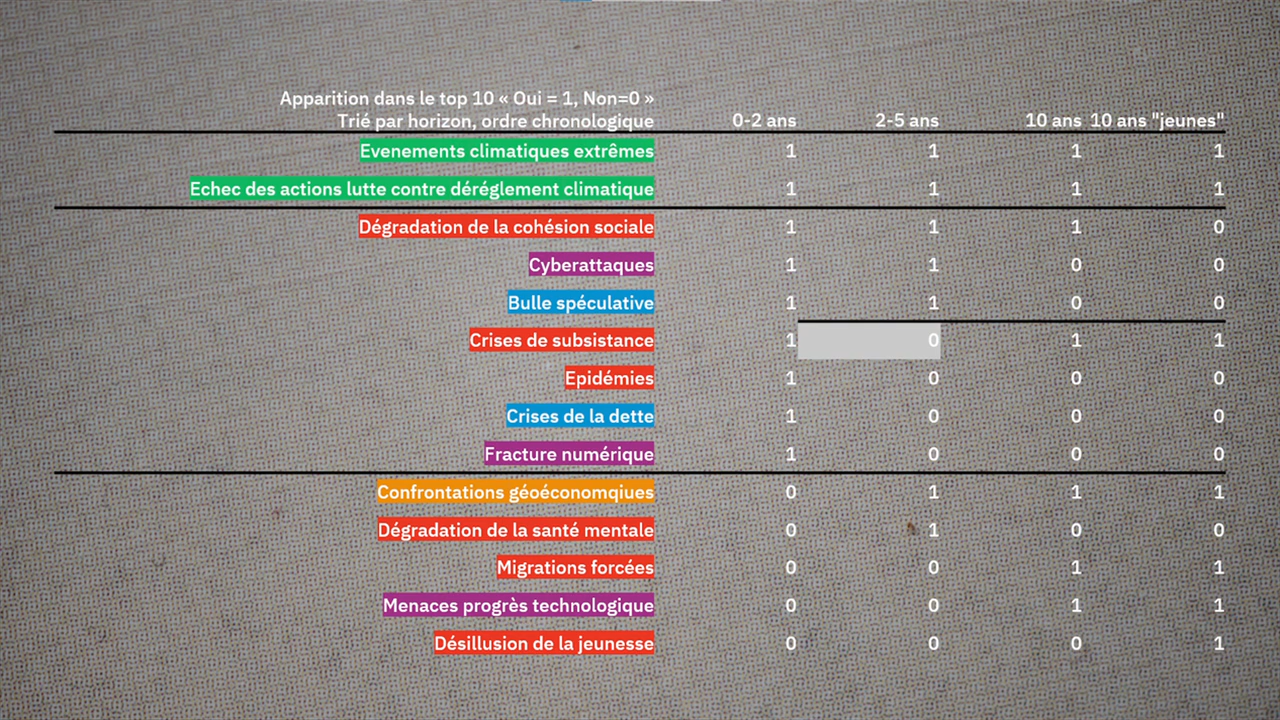 Apparition dans le top 10 « Oui = 1, Non=0 »
Trié par horizon, ordre chronologique 0-2 ans 2-5 ans 10 ans 10 ans "jeunes"
Evenements climatiques extrêmes 1 1 1 1
Echec des actions lutte contre déréglement climatique 1 1 1 1
Dégradation de la cohésion sociale 1 1 1 0
Cyberattaques 1 1 0 0
Bulle spéculative 1 1 0 0
Crises de subsistance 1 0 1 1
Epidémies 1 0 0 0
Crises de la dette 1 0 0 0
Fracture numérique 1 0 0 0
Confrontations géoéconomqiues 0 1 1 1
Dégradation de la santé mentale 0 1 0 0
Migrations forcées 0 0 1 1
Menaces progrès technologique 0 0 1 1
Désillusion de la jeunesse 0 0 0 1